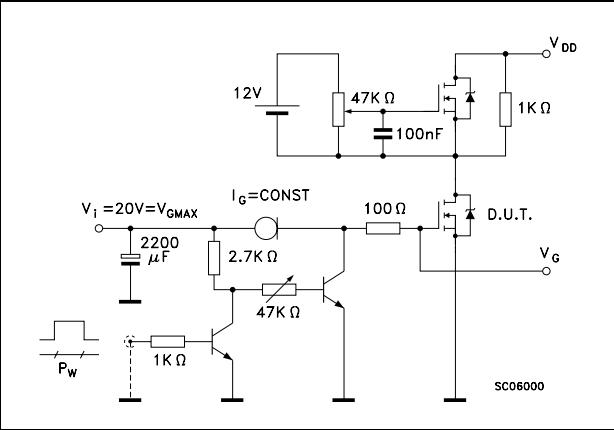 V_DD
12V
47K Ω
1K Ω
100nF
V_i =20V=V_GMAX
I_G=CONST
100 Ω
D.U.T.
2200
μF
2.7K Ω
V_G
47K Ω
P_W
1K Ω
SC06000